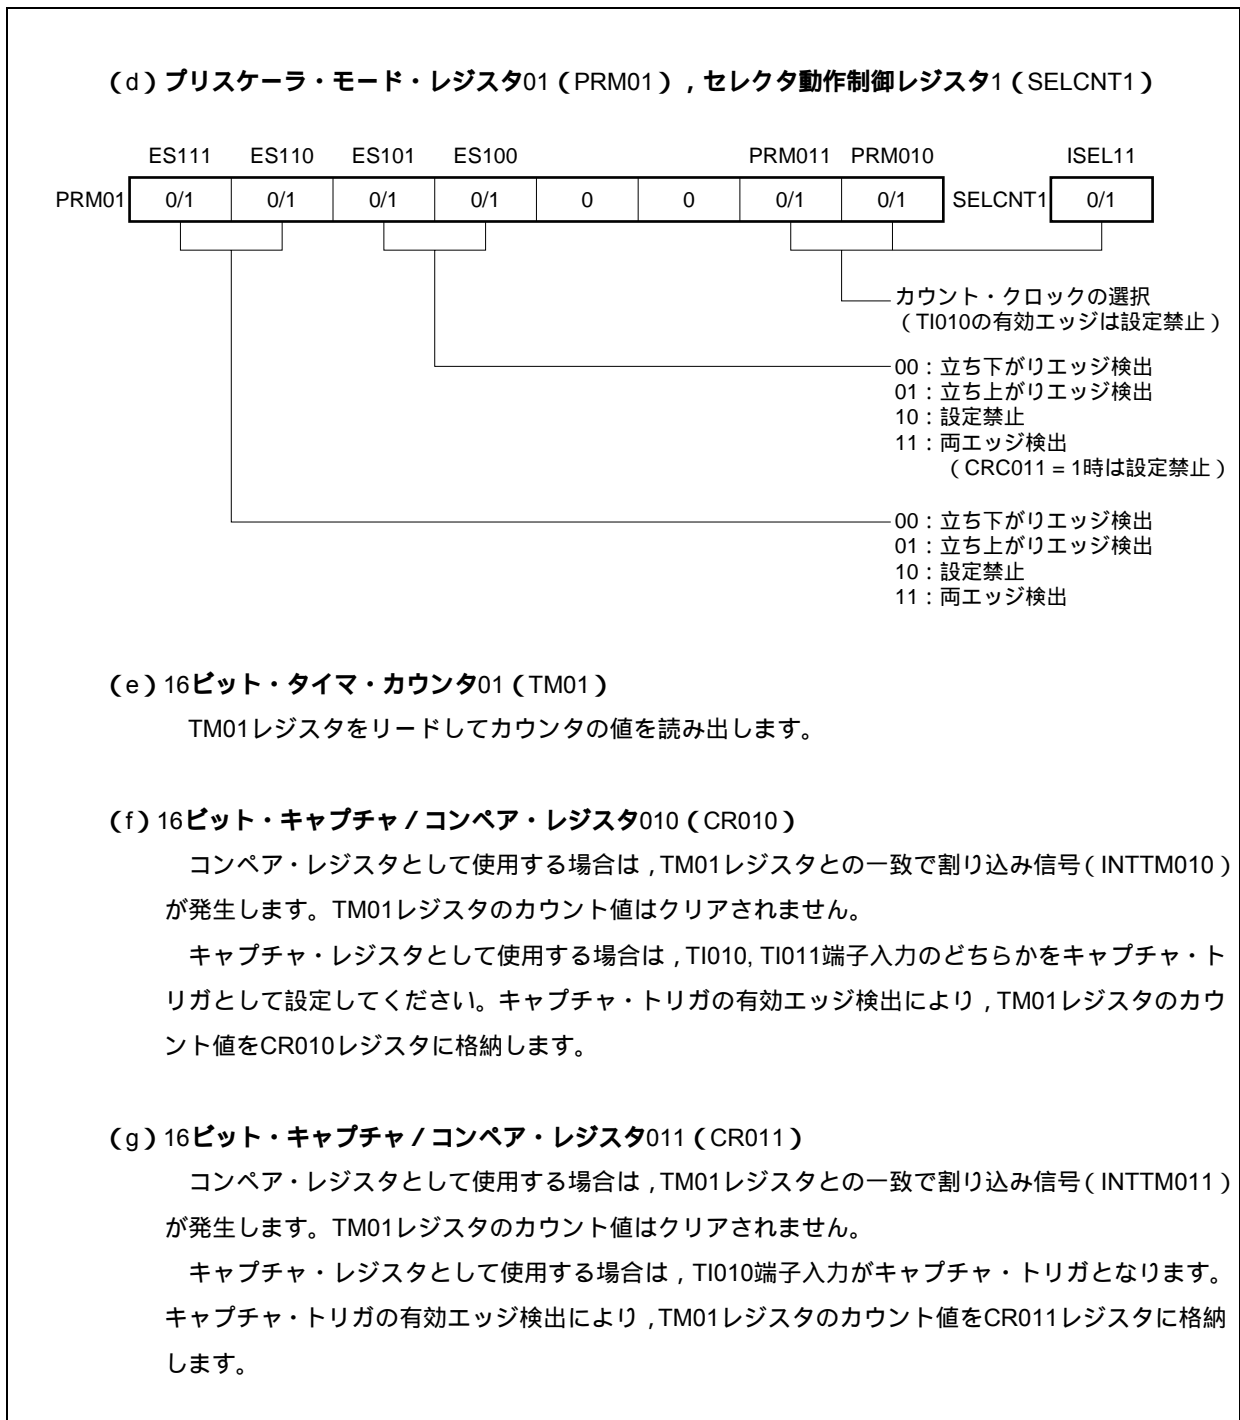 （d）プリスケーラ・モード・レジスタ01（PRM01），セレクタ動作制御レジスタ1（SELCNT1）
ES111 ES110 ES101 ES100 PRM011 PRM010 ISEL11
PRM01 0/1 0/1 0/1 0/1 0 0 0/1 0/1 SELCNT1 0/1
カウント・クロックの選択
（TI010の有効エッジは設定禁止）
00：立ち下がりエッジ検出
01：立ち上がりエッジ検出
10：設定禁止
11：両エッジ検出
（CRC011 = 1時は設定禁止）
00：立ち下がりエッジ検出
01：立ち上がりエッジ検出
10：設定禁止
11：両エッジ検出
（e）16ビット・タイマ・カウンタ01（TM01）
TM01レジスタをリードしてカウンタの値を読み出します。
（f）16ビット・キャプチャ／コンペア・レジスタ010（CR010）
コンペア・レジスタとして使用する場合は，TM01レジスタとの一致で割り込み信号（INTTM010）
が発生します。TM01レジスタのカウント値はクリアされません。
キャプチャ・レジスタとして使用する場合は，TI010, TI011端子入力のどちらかをキャプチャ・ト
リガとして設定してください。キャプチャ・トリガの有効エッジ検出により，TM01レジスタのカウ
ント値をCR010レジスタに格納します。
（g）16ビット・キャプチャ／コンペア・レジスタ011（CR011）
コンペア・レジスタとして使用する場合は，TM01レジスタとの一致で割り込み信号（INTTM011）
が発生します。TM01レジスタのカウント値はクリアされません。
キャプチャ・レジスタとして使用する場合は，TI010端子入力がキャプチャ・トリガとなります。
キャプチャ・トリガの有効エッジ検出により，TM01レジスタのカウント値をCR011レジスタに格納
します。